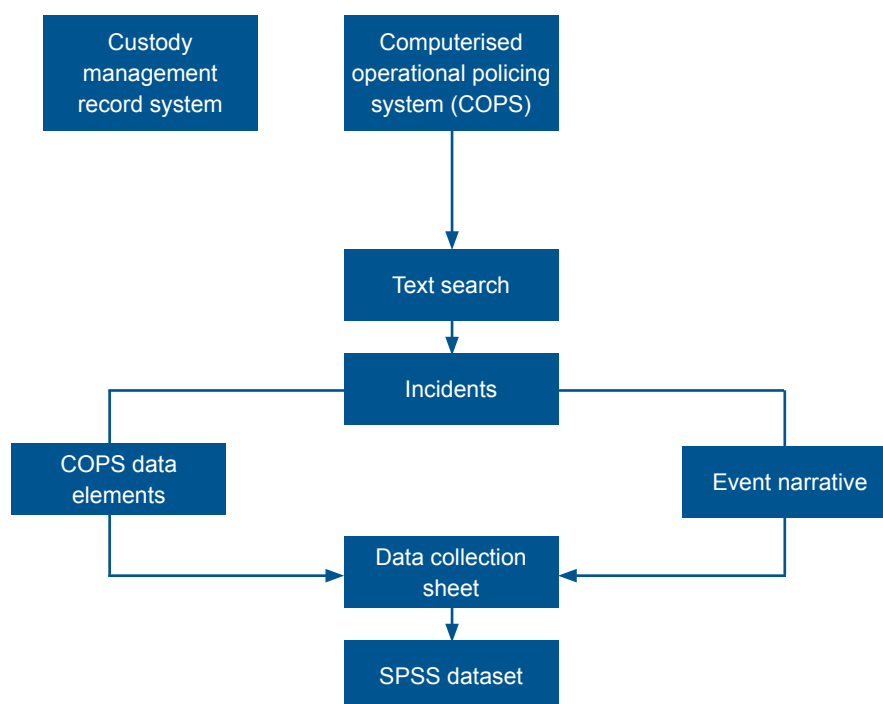 Custody
management
record system
Computerised
operational policing
system (COPS)
Text search
Incidents
COPS data
elements
Event narrative
Data collection
sheet
SPSS dataset